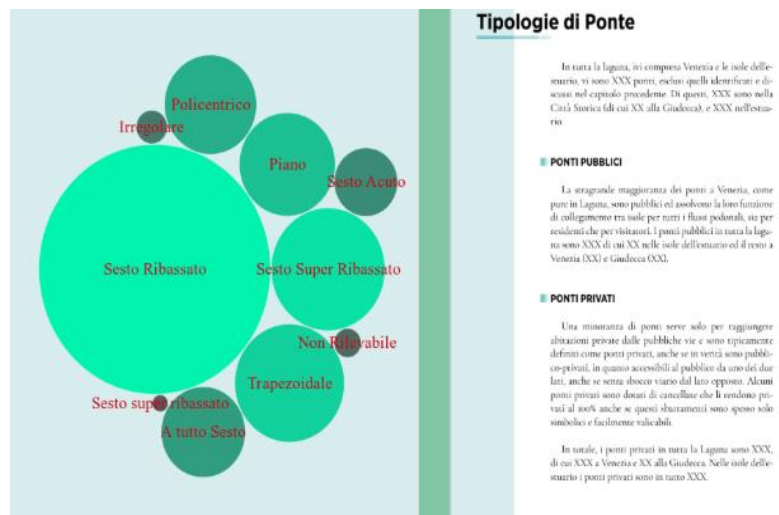 Policentrico
Irregolare
Piano
Sesto Acuto
Sesto Ribassato
Sesto Super Ribassato
Non Rilevabile
Trapezoidale
Sesto super ribassato
A tutto Sesto
Tipologie di Ponte
In tutta la laguna, ivi compresa Venezia e le isole dell'e-
stuario, vi sono XXX ponti, esclusi quelli identificati e di-
scussi nel capitolo precedente. Di questi, XXX sono nella
Città Storica (di cui XX alla Giudecca), e XXX nell'estua-
rio.
PONTI PUBBLICI
La stragrande maggioranza dei ponti a Venezia, come
pure in Laguna, sono pubblici ed assolvono la loro funzione
di collegamento tra isole per tutti i flussi pedonali, sia per
residenti che per visitatori. I ponti pubblici in tutta la lagu-
na sono XXX di cui XX nelle isole dell'estuario ed il resto a
Venezia (XX) e Giudecca (XX).
PONTI PRIVATI
Una minoranza di ponti serve solo per raggiungere
abitazioni private dalle pubbliche vie e sono tipicamente
definiti come ponti privati, anche se in verità sono pubbli-
co-privati, in quanto accessibili al pubblico da uno dei due
lati, anche se senza sbocco viario dal lato opposto. Alcuni
ponti privati sono dotati di cancellate che li rendono pri-
vati al 100% anche se questi sbarramenti sono spesso solo
simbolici e facilmente valicabili.
In totale, i ponti privati in tutta la Laguna sono XXX,
di cui XXX a Venezia e XX alla Giudecca. Nelle isole dell'e-
stuario i ponti privati sono in tutto XXX.